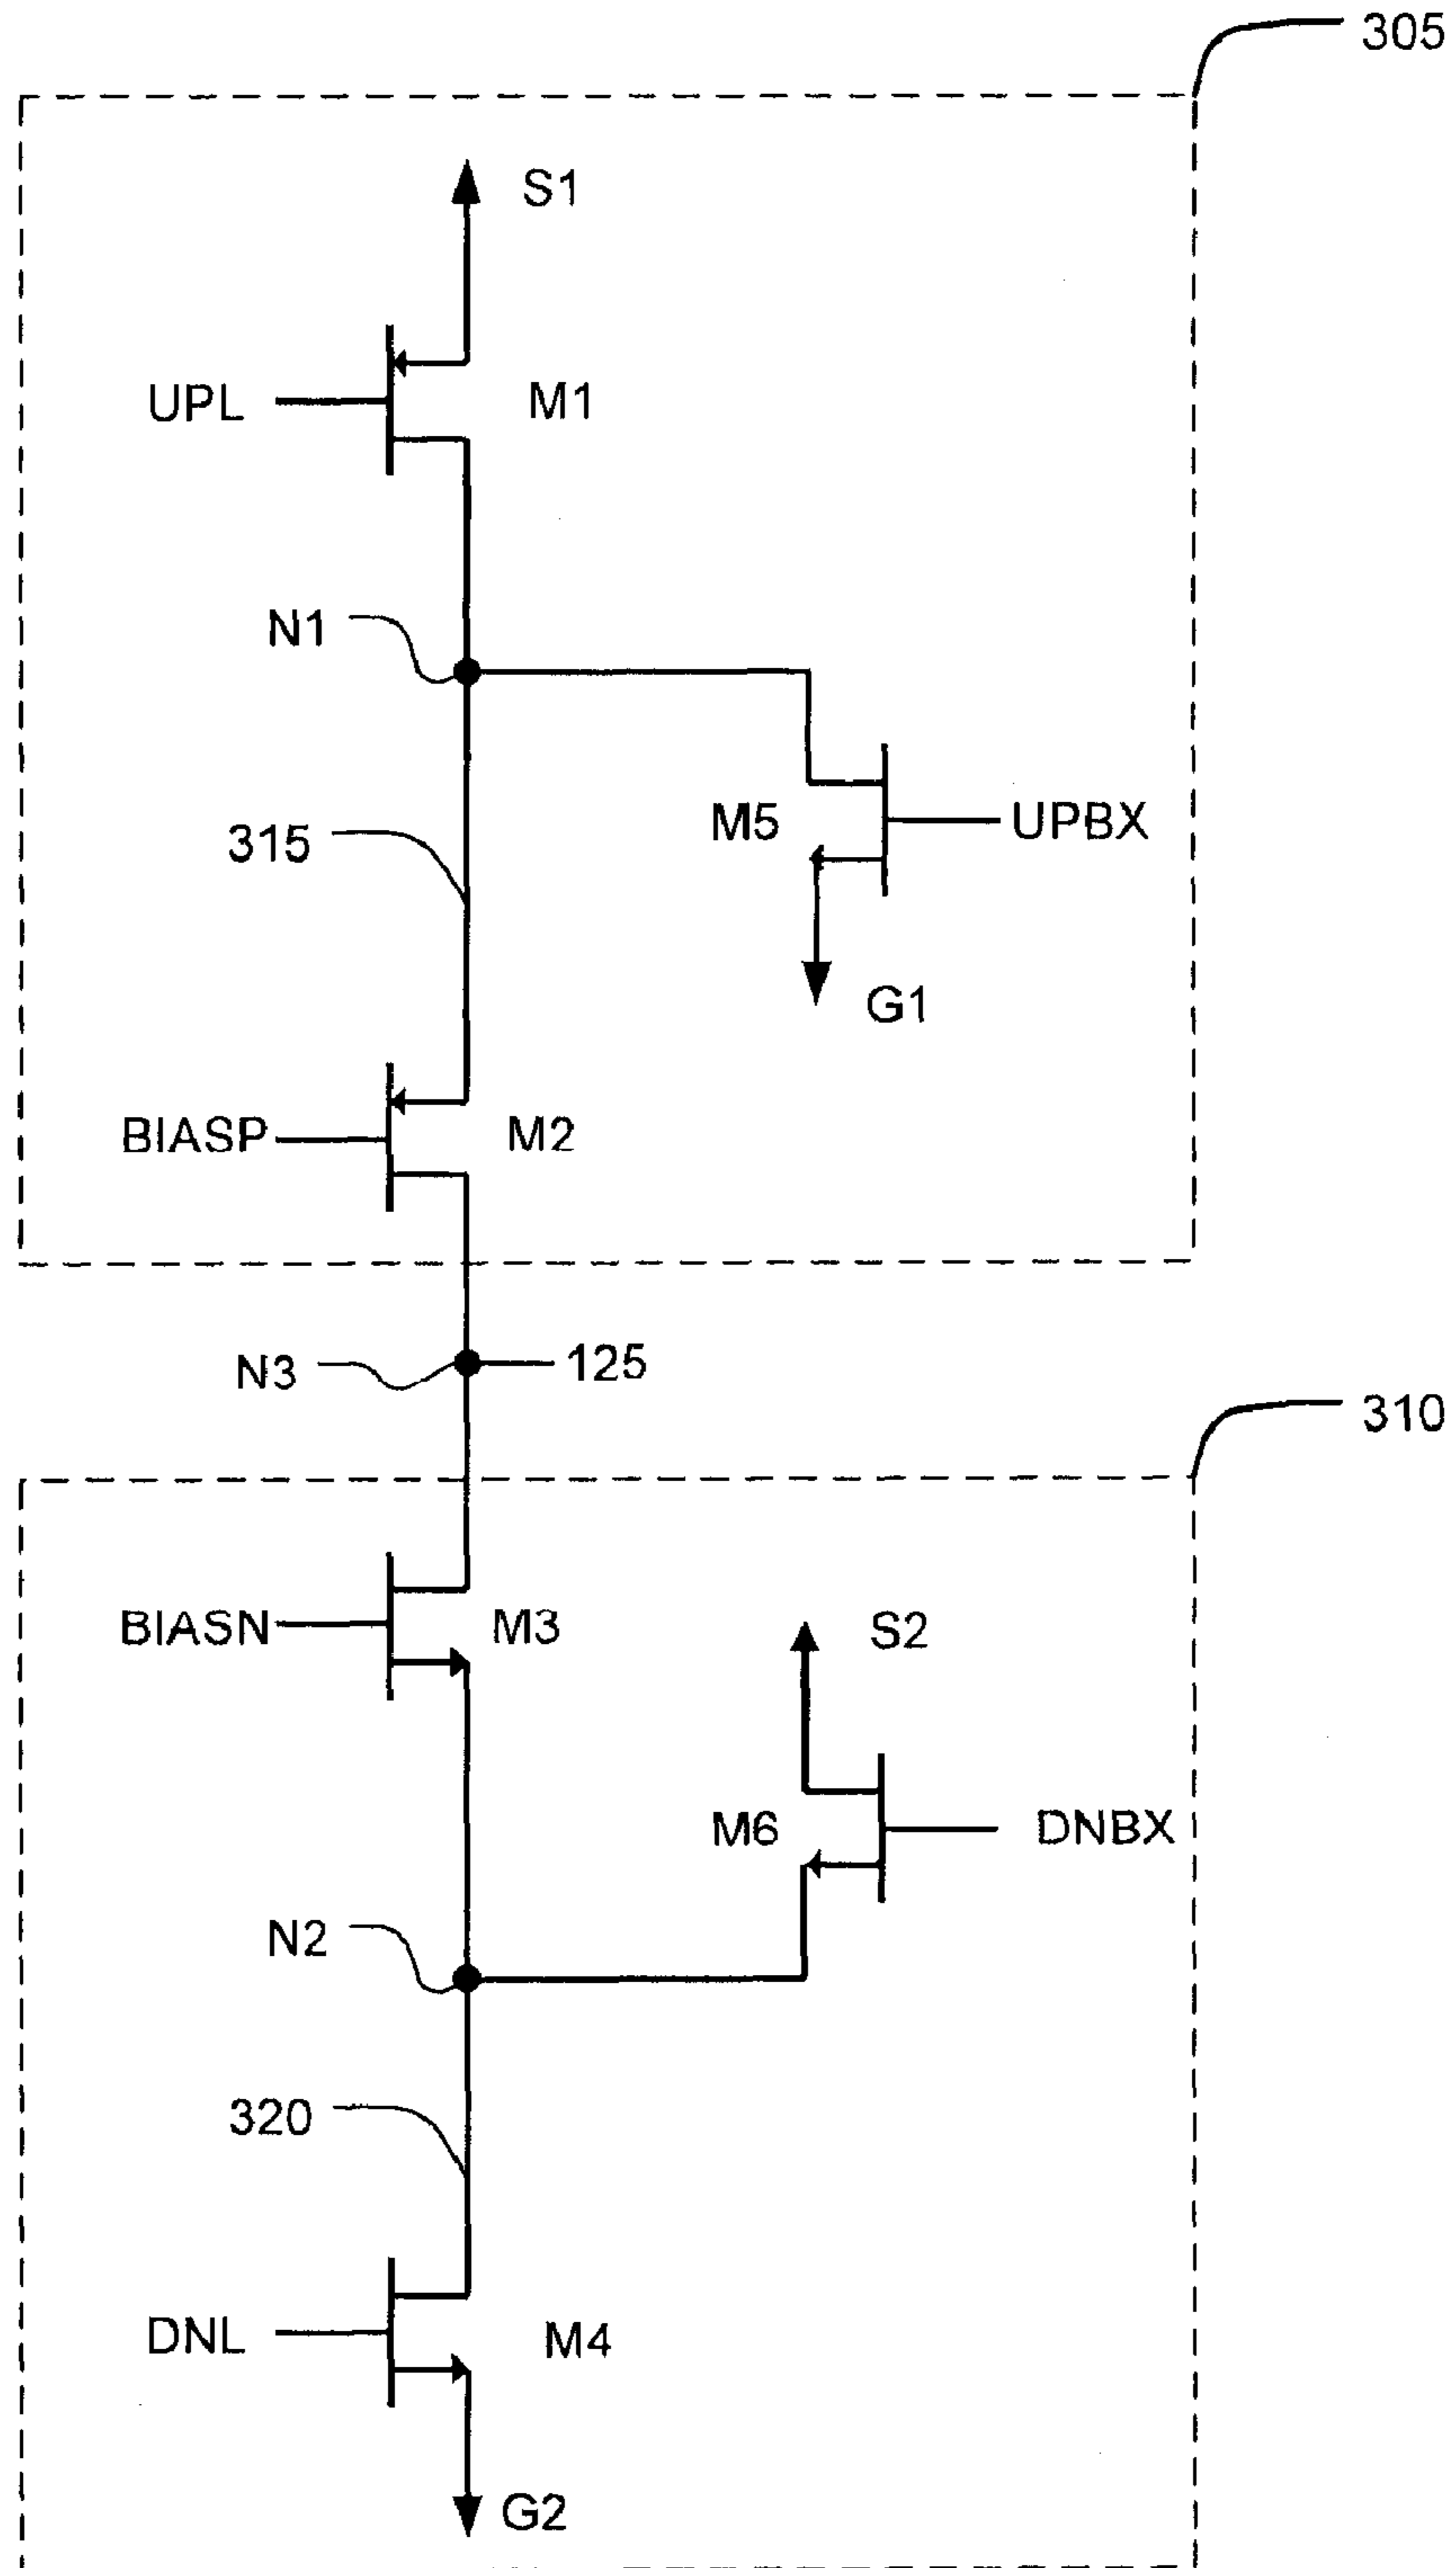 305
S1
UPL
M1
N1
315
M5
UPBX
G1
BIASP
M2
N3
125
310
BIASN
M3
S2
M6
DNBX
N2
320
DNL
M4
G2